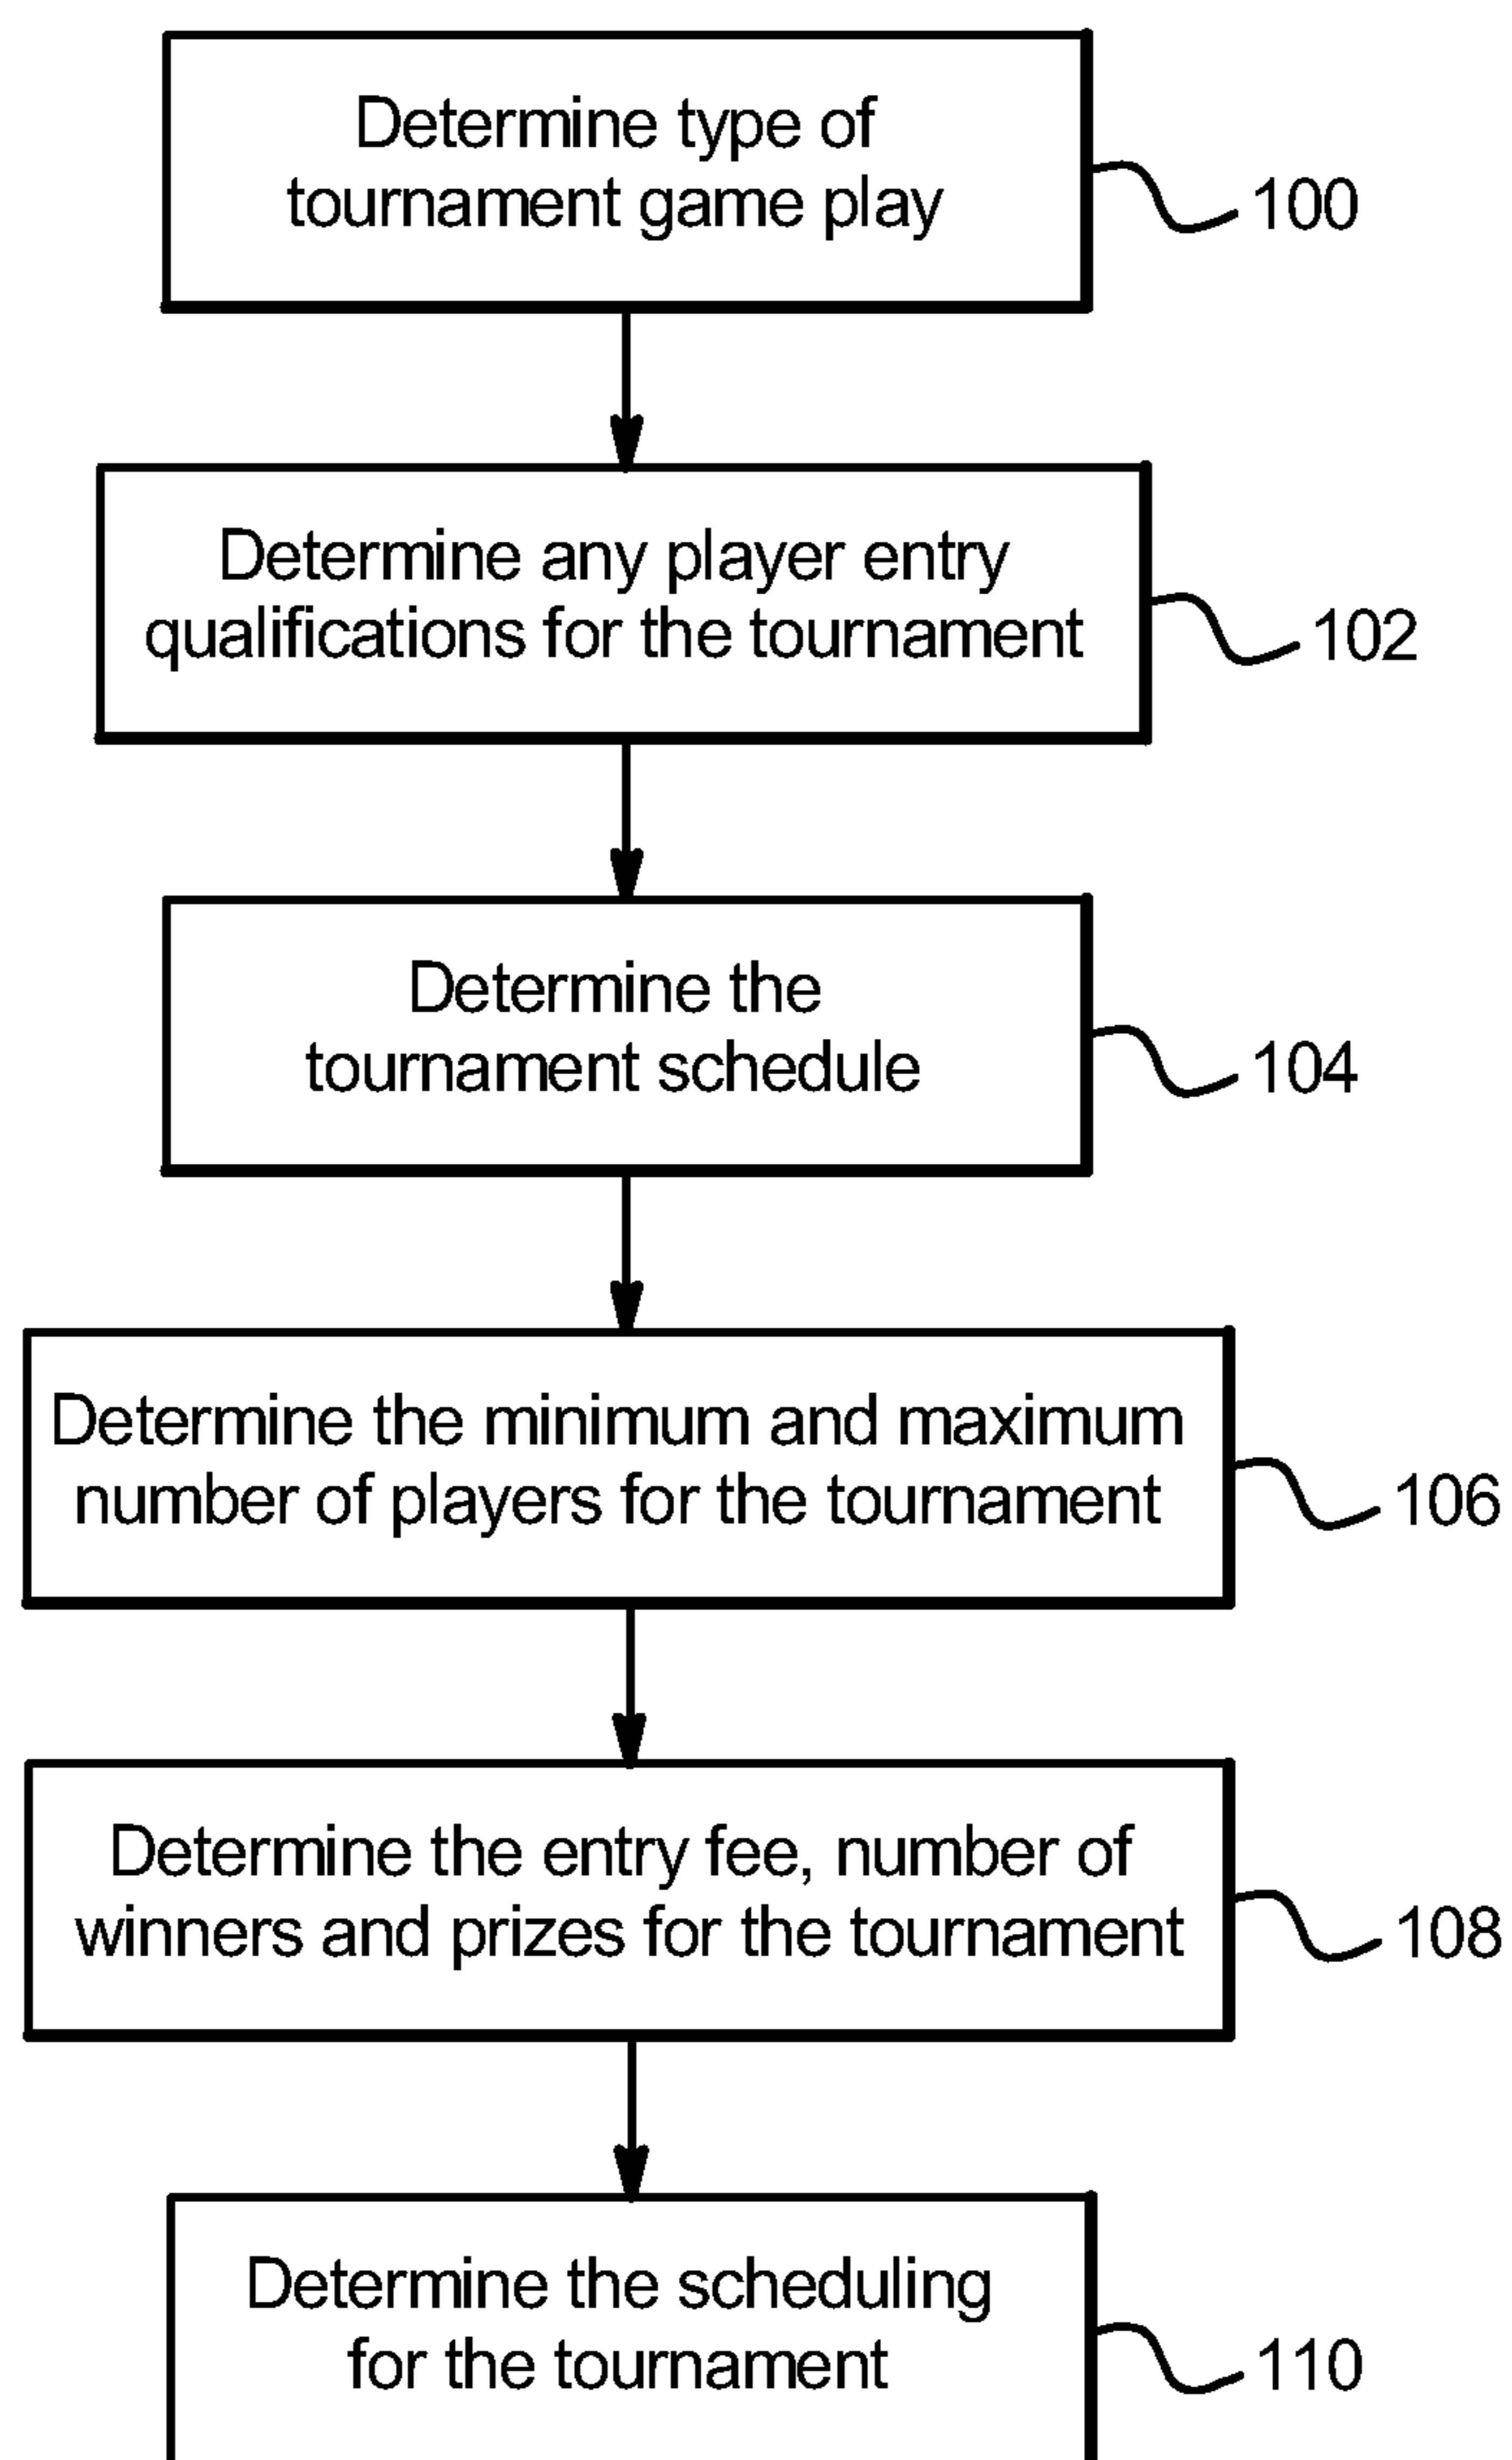 Determine type of
tournament game play
100
Determine any player entry
qualifications for the tournament
102
Determine the
tournament schedule
104
Determine the minimum and maximum
number of players for the tournament
106
Determine the entry fee, number of
winners and prizes for the tournament
108
Determine the scheduling
for the tournament
110